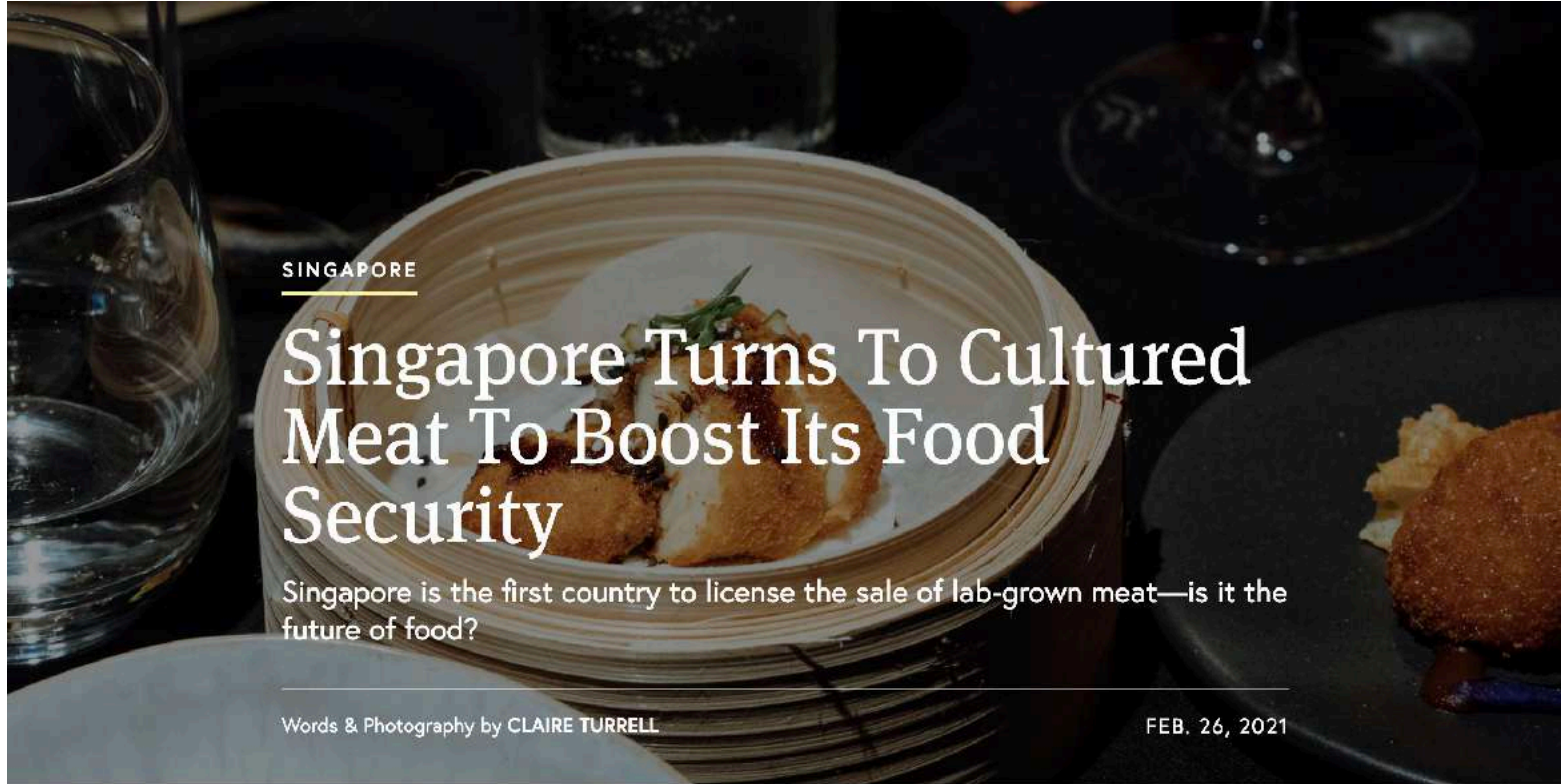 SINGAPORE
Singapore Turns To Cultured
Meat To Boost Its Food
Security
Singapore is the first country to license the sale of lab-grown meat—is it the
future of food?
Words & Photography by CLAIRE TURRELL
FEB. 26, 2021